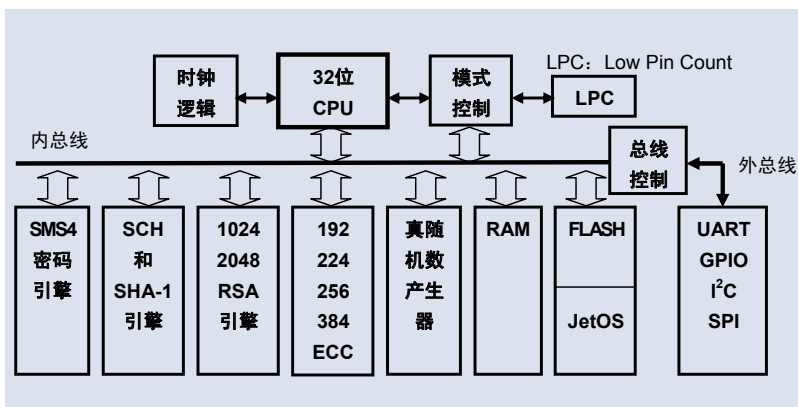 LPC：Low Pin Count
时钟
逻辑
32位
CPU
模式
控制
LPC
内总线
总线
控制
外总线
SMS4
密码
引擎
SCH
和
SHA-1
引擎
1024
2048
RSA
引擎
192
224
256
384
ECC
真随
机数
产生
器
RAM
FLASH
JetOS
UART
GPIO
I²C
SPI